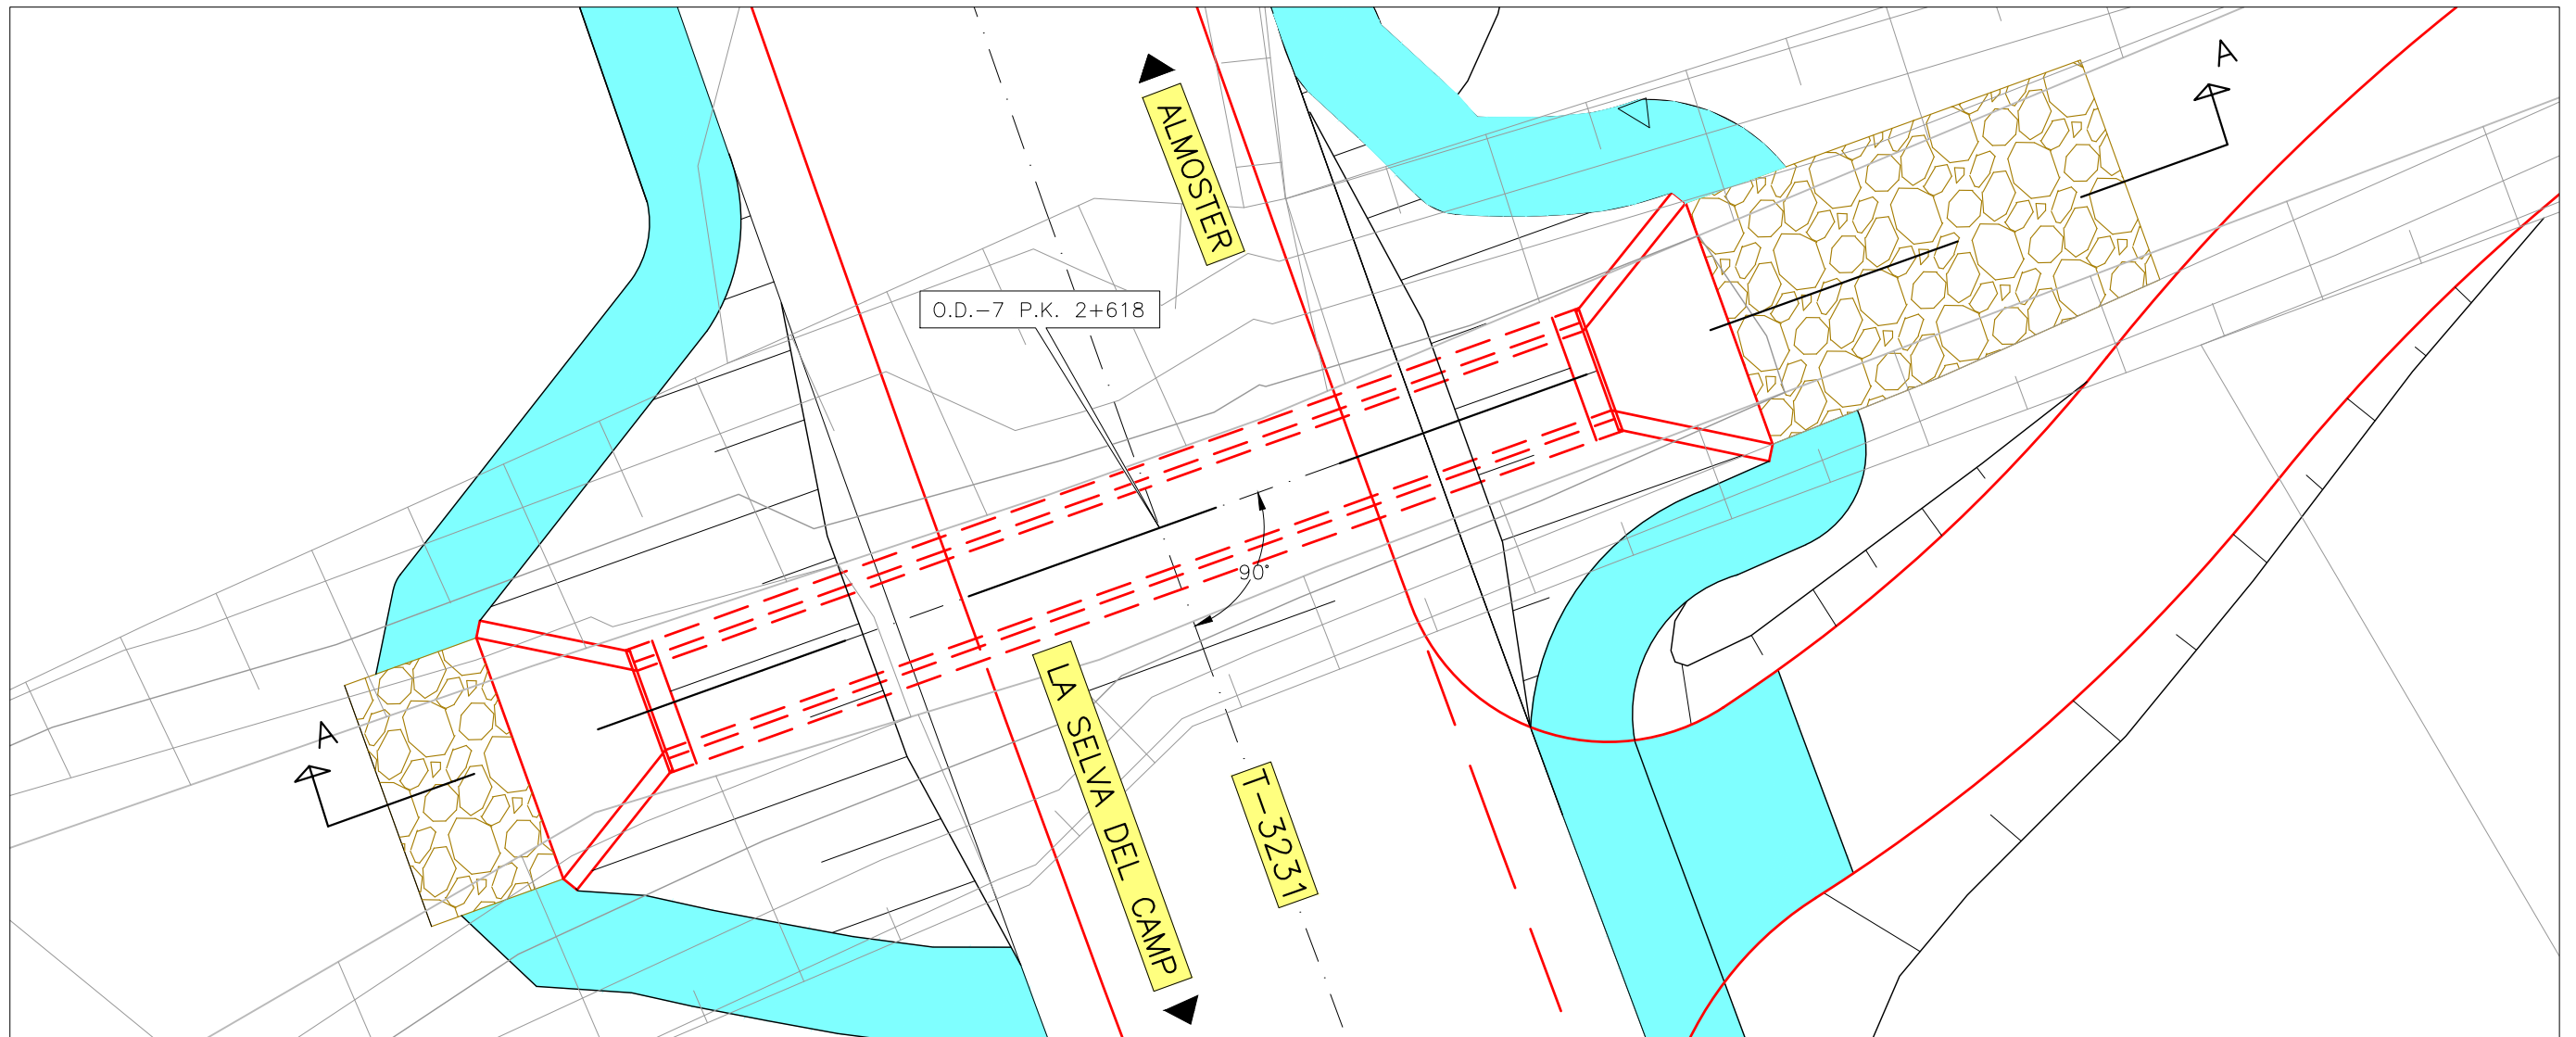 A
ALMOSTER
O.D.-7 P.K. 2+618
90°
A
LA SELVA DEL CAMP
T-3231